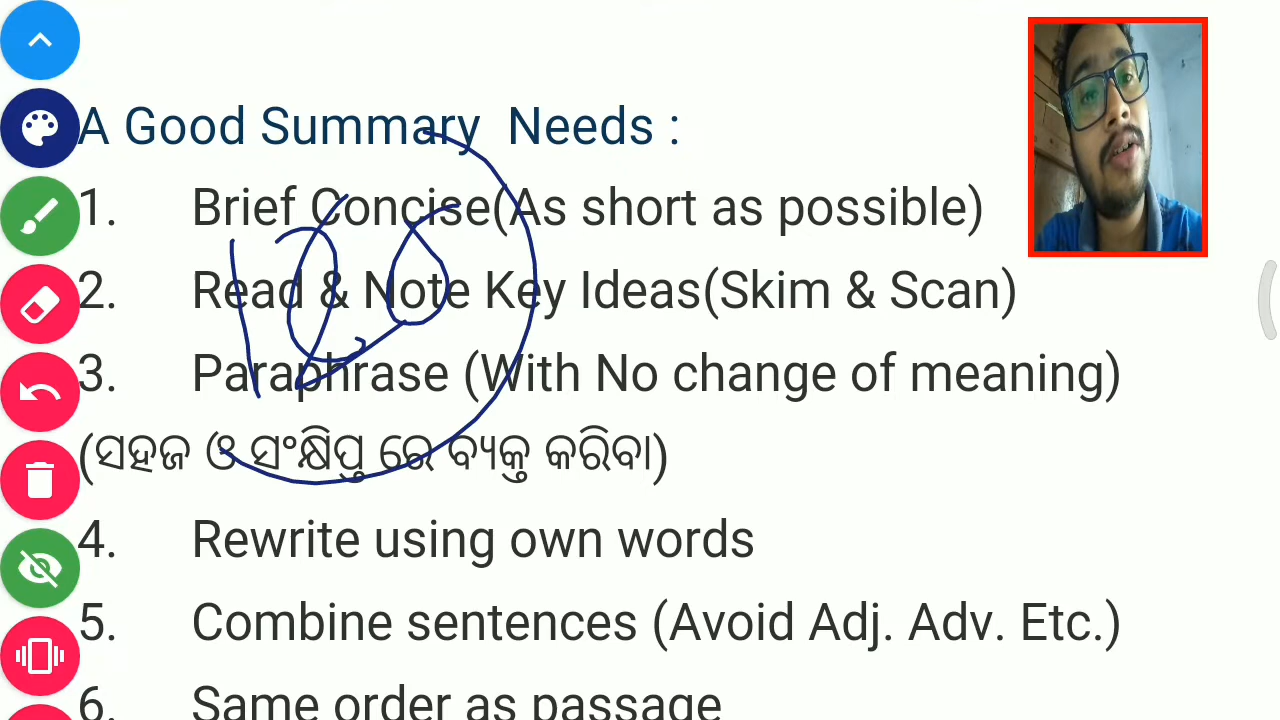 A Good Summary Needs :
1. Brief Concise(As short as possible)
2. Read & Note Key Ideas(Skim & Scan)
3. Paraphrase (With No change of meaning)
(ସହଜ ଓ ସଂକ୍ଷିପ୍ତ ରେ ବ୍ୟକ୍ତ କରିବା)
4. Rewrite using own words
5. Combine sentences (Avoid Adj. Adv. Etc.)
6. Same order as passage